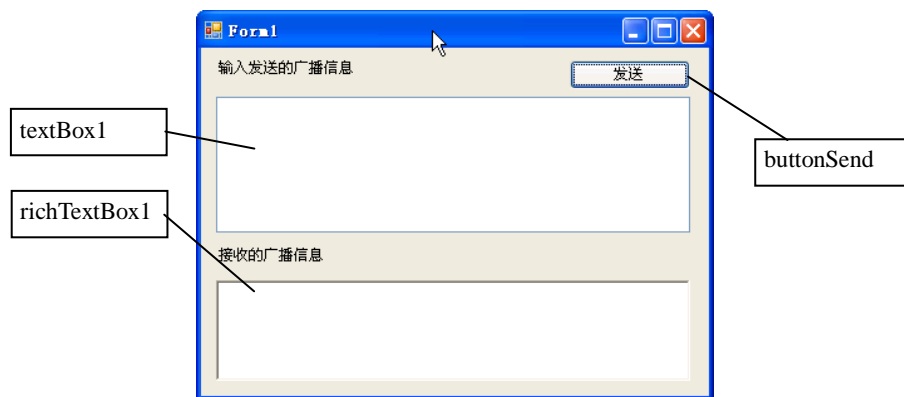 Form1
输入发送的广播信息
发送
textBox1
buttonSend
richTextBox1
接收的广播信息